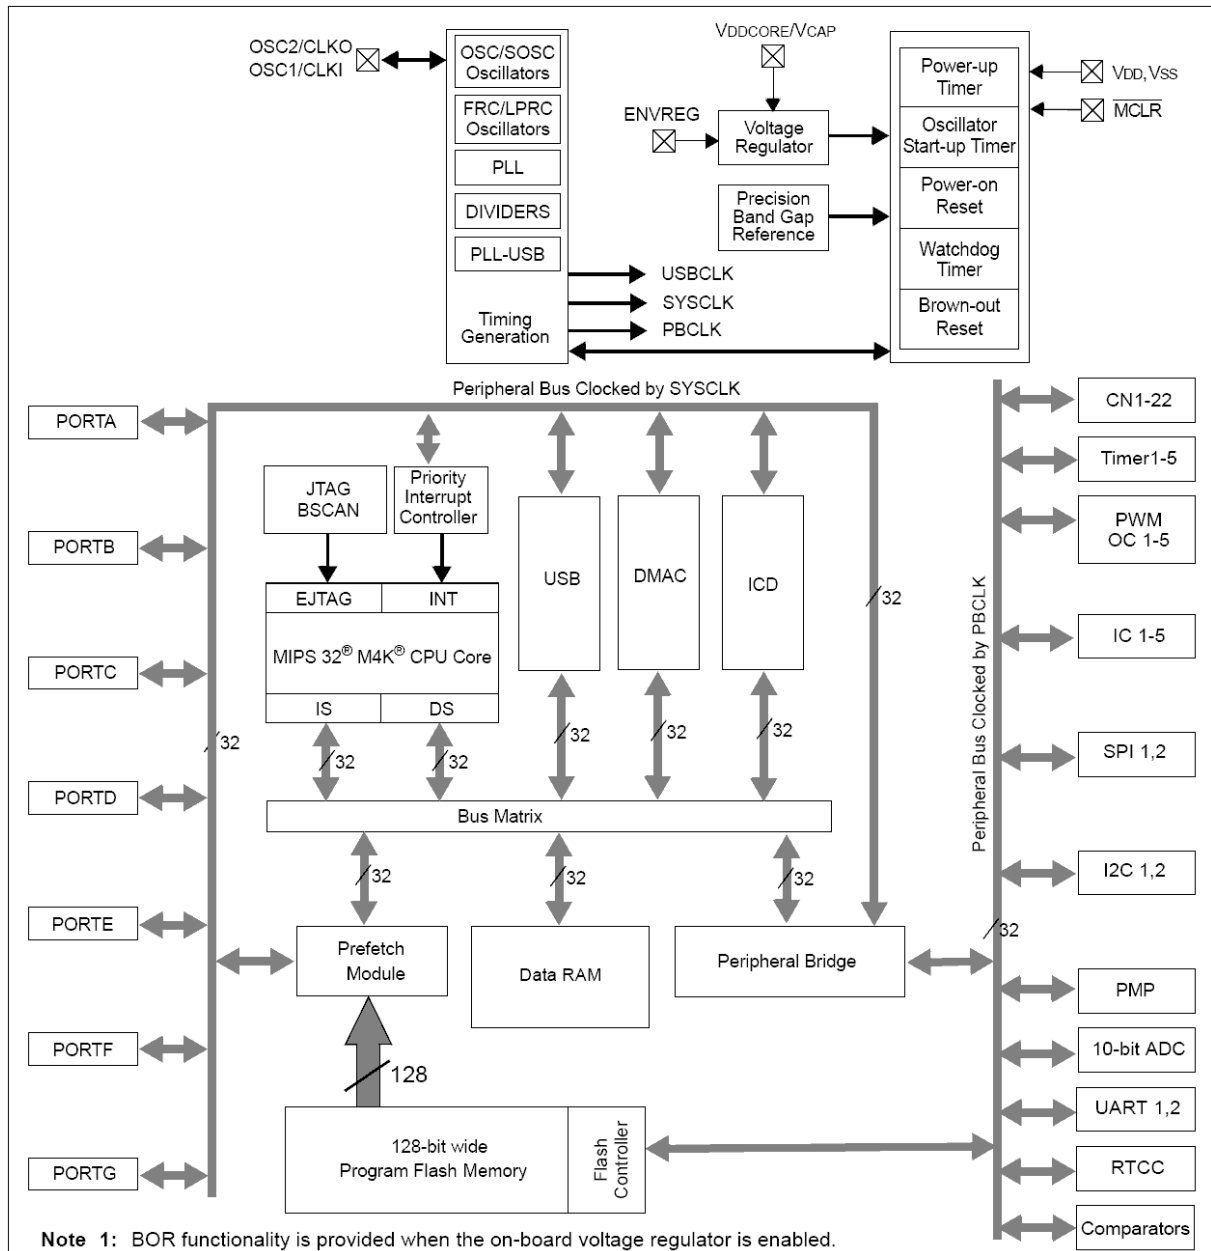 OSC2/CLKO
OSC1/CLKI
OSC/SOSC
Oscillators
FRC/LPRC
Oscillators
PLL
DIVIDERS
PLL-USB
Timing
Generation
USBCLK
SYSCLK
PBCLK
VDDCORE/VCAP
ENVREG
Voltage
Regulator
Precision
Band Gap
Reference
Power-up
Timer
Oscillator
Start-up Timer
Power-on
Reset
Watchdog
Timer
Brown-out
Reset
VDD, VSS
MCLR
Peripheral Bus Clocked by SYSCLK
PORTA
PORTB
PORTC
PORTD
PORTE
PORTF
PORTG
32
JTAG
BSCAN
Priority
Interrupt
Controller
EJTAG
INT
MIPS 32® M4K® CPU Core
IS
DS
USB
DMAC
ICD
32
32
32
32
32
32
Bus Matrix
32
32
32
Prefetch
Module
Data RAM
Peripheral Bridge
128
128-bit wide
Program Flash Memory
Flash
Controller
Peripheral Bus Clocked by PBCLK
32
CN1-22
Timer1-5
PWM
OC 1-5
IC 1-5
SPI 1,2
I2C 1,2
PMP
10-bit ADC
UART 1,2
RTCC
Comparators
Note 1: BOR functionality is provided when the on-board voltage regulator is enabled.